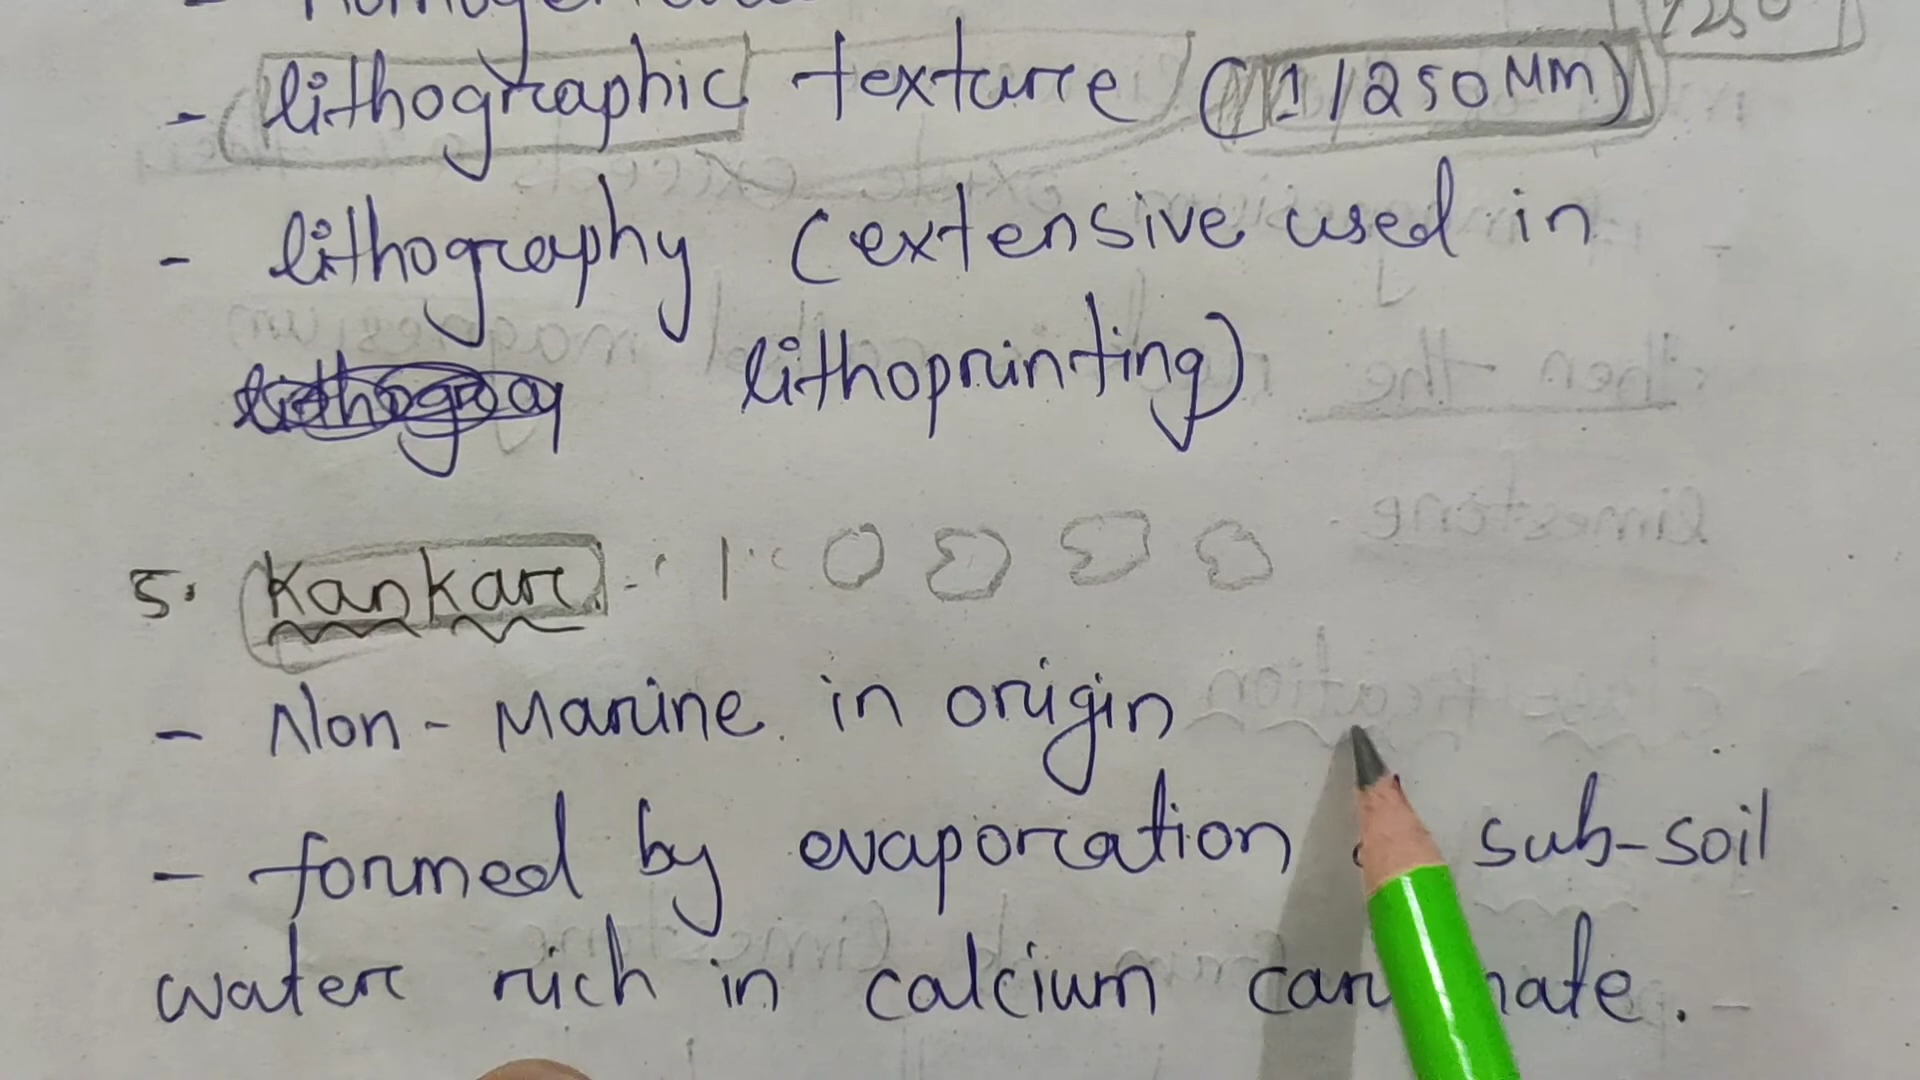 - lithographic texture (1/250 Mm)
- lithography (extensive used in
lithoprinting)
5. Kankar
- Non-Marine in origin
- formed by evaporation sub-soil
water rich in calcium